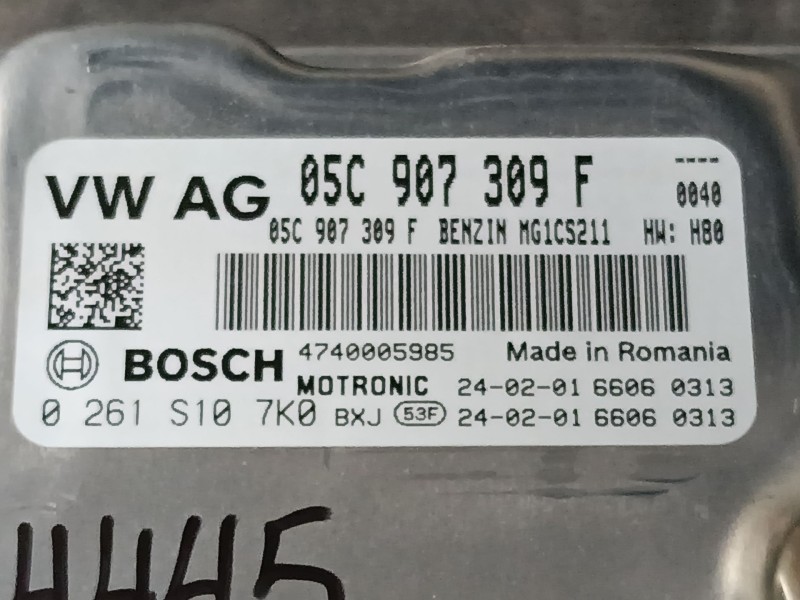 VW AG 05C 907 309 F ----
0040
05C 907 309 F BENZIN MG1CS211 HW: H80
BOSCH 4740005985 Made in Romania
MOTRONIC 24-02-01 6606 0313
0 261 S10 7K0 BXJ 53F 24-02-01 6606 0313
4445